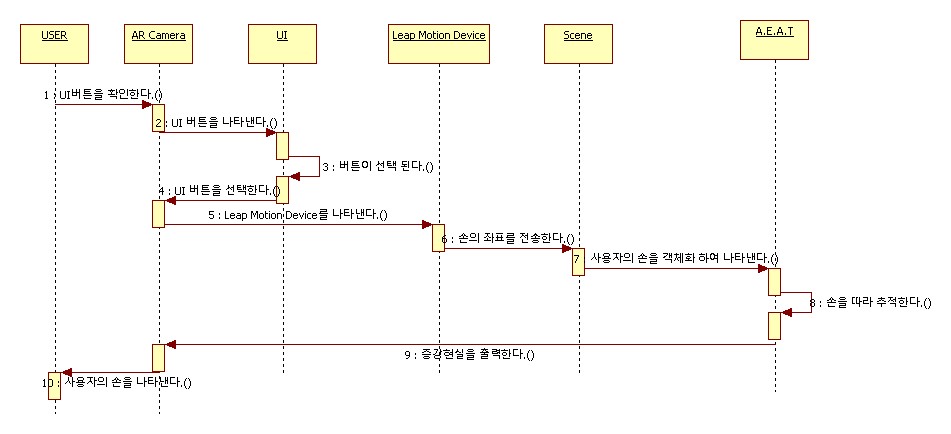 USER
AR Camera
UI
Leap Motion Device
Scene
A.E.A.T
1 : UI버튼을 확인한다.()
2 : UI 버튼을 나타낸다.()
3 : 버튼이 선택 된다.()
4 : UI 버튼을 선택한다.()
5 : Leap Motion Device를 나타낸다.()
6 : 손의 좌표를 전송한다.()
7 사용자의 손을 객체화 하여 나타낸다.()
8 : 손을 따라 추적한다.()
9 : 증강현실을 출력한다.()
10 : 사용자의 손을 나타낸다.()